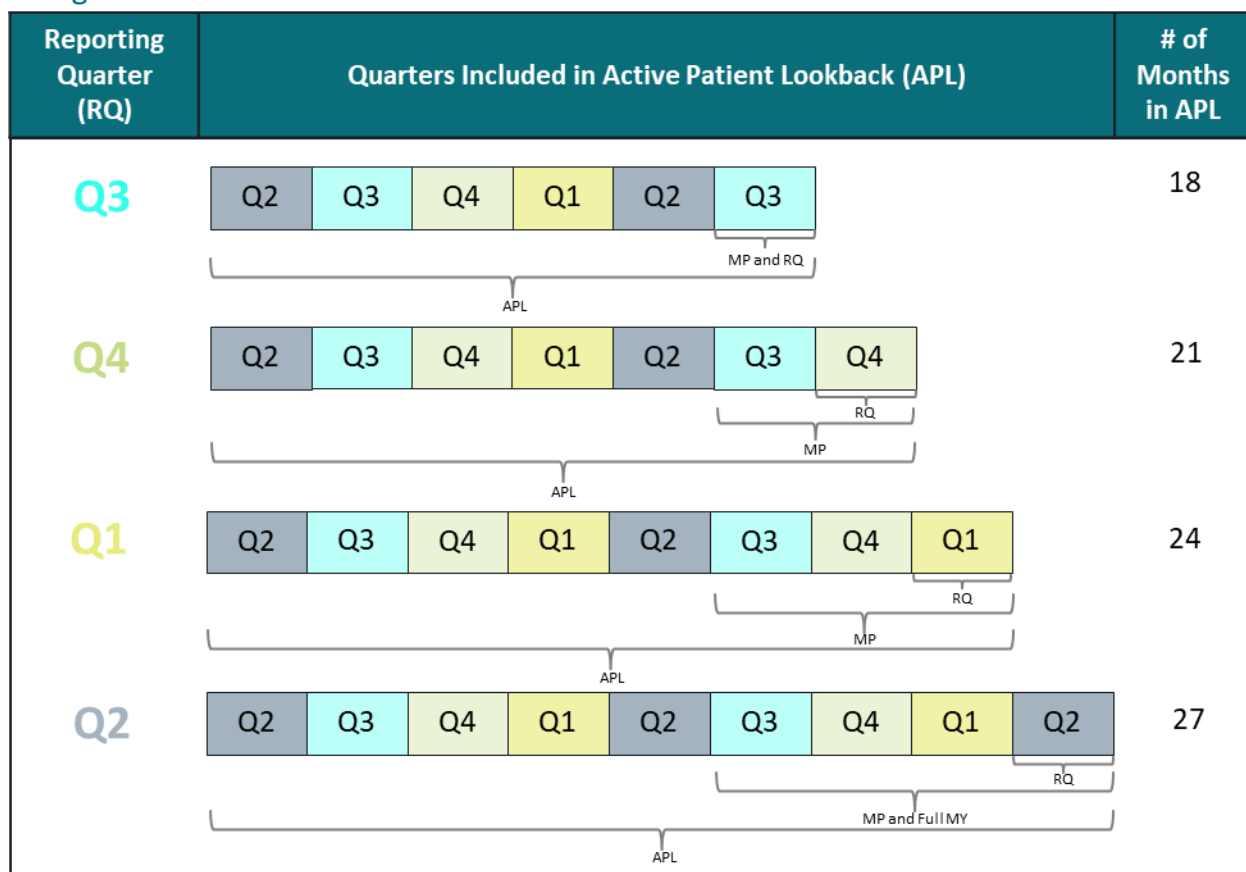 Reporting
Quarter
(RQ)
Quarters Included in Active Patient Lookback (APL)
# of
Months
in APL
Q3
Q2 Q3 Q4 Q1 Q2 Q3
18
MP and RQ
APL
Q4
Q2 Q3 Q4 Q1 Q2 Q3 Q4
21
RQ
MP
APL
Q1
Q2 Q3 Q4 Q1 Q2 Q3 Q4 Q1
24
RQ
MP
APL
Q2
Q2 Q3 Q4 Q1 Q2 Q3 Q4 Q1 Q2
27
RQ
MP and Full MY
APL